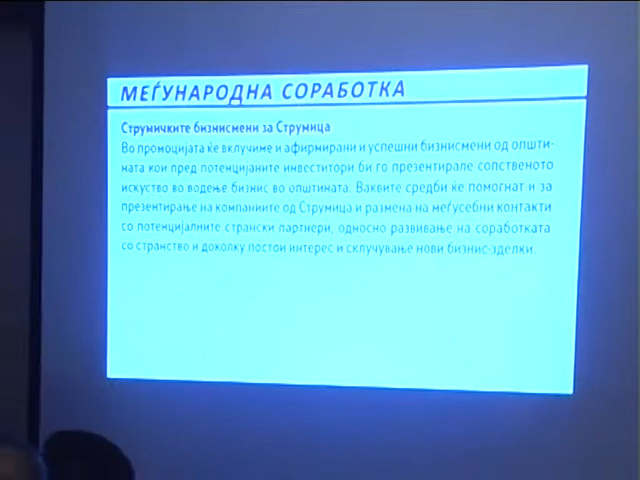 МЕЃУНАРОДНА СОРАБОТКА
Струмичките бизнисмени за Струмица
Во промоцијата ќе вклучиме и афирмирани и успешни бизнисмени од општи-
ната кои пред потенцијаните инвеститори би го презентирале сопственото
искуство во водење бизнис во општината. Ваквите средби ќе помогнат и за
презентирање на компаниите од Струмица и размена на меѓусебни контакти
со потенцијалните странски партнери, односно развивање на соработката
со странство и доколку постои интерес и склучување нови бизнис-зделки.